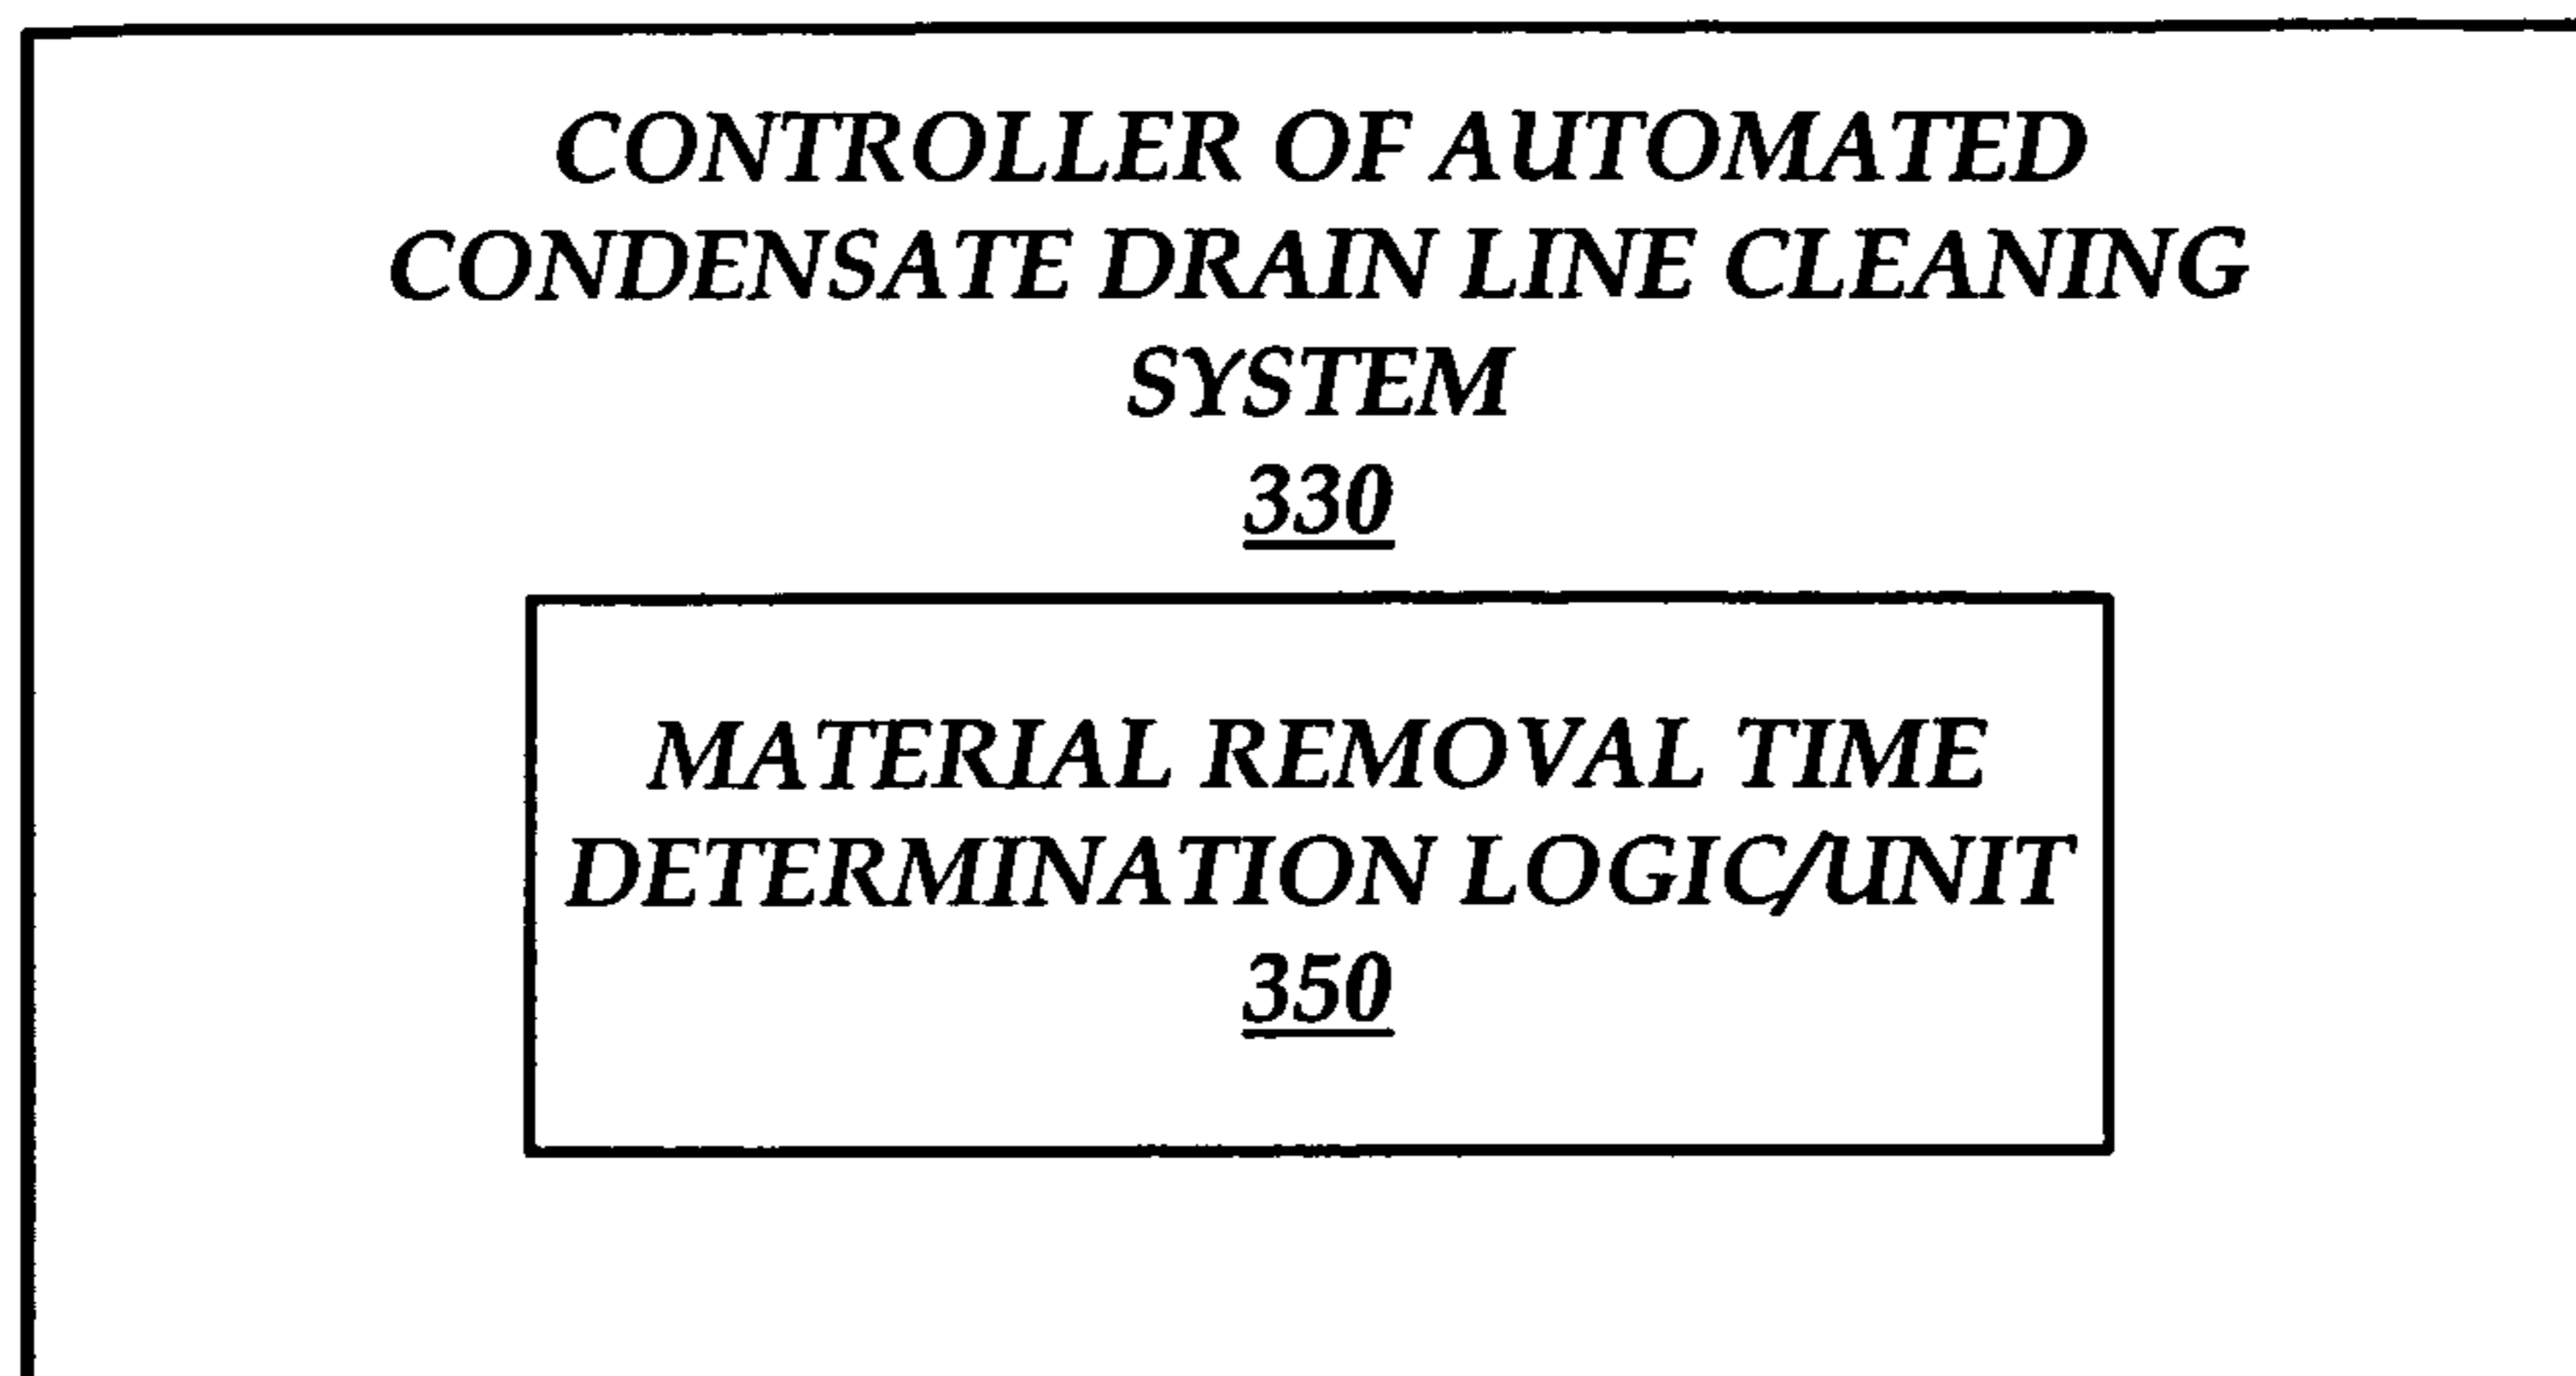 CONTROLLER OF AUTOMATED
CONDENSATE DRAIN LINE CLEANING
SYSTEM
330
MATERIAL REMOVAL TIME
DETERMINATION LOGIC/UNIT
350